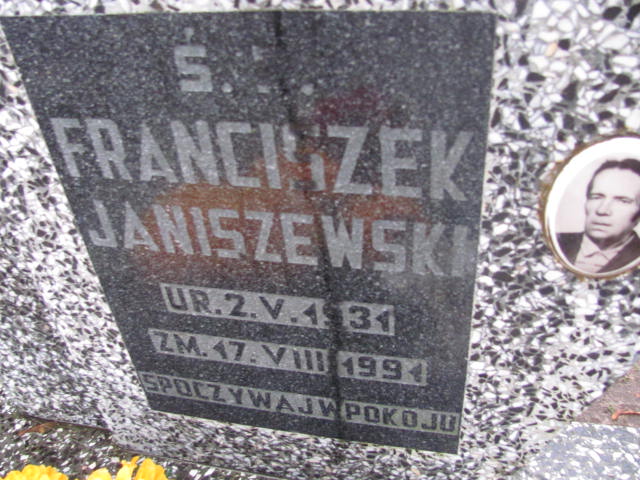 Ś.P.
FRANCISZEK
JANISZEWSKI
UR.2.V.1931
ZM.17.VIII.1991
SPOCZYWAJ W POKOJU